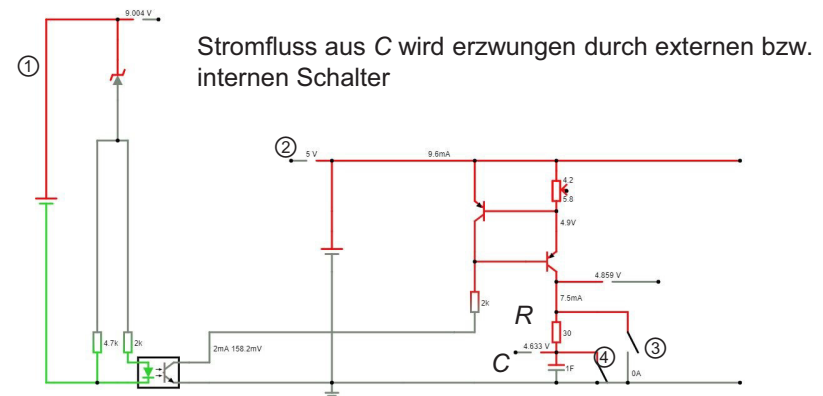 9.004 V
①
Stromfluss aus C wird erzwungen durch externen bzw.
internen Schalter
②
5 V
9.6mA
4.2
5.8
4.9V
4.859 V
2k
7.5mA
R
30
③
4.7k
2k
2mA 158.2mV
4.633 V
C
④
1F
0A